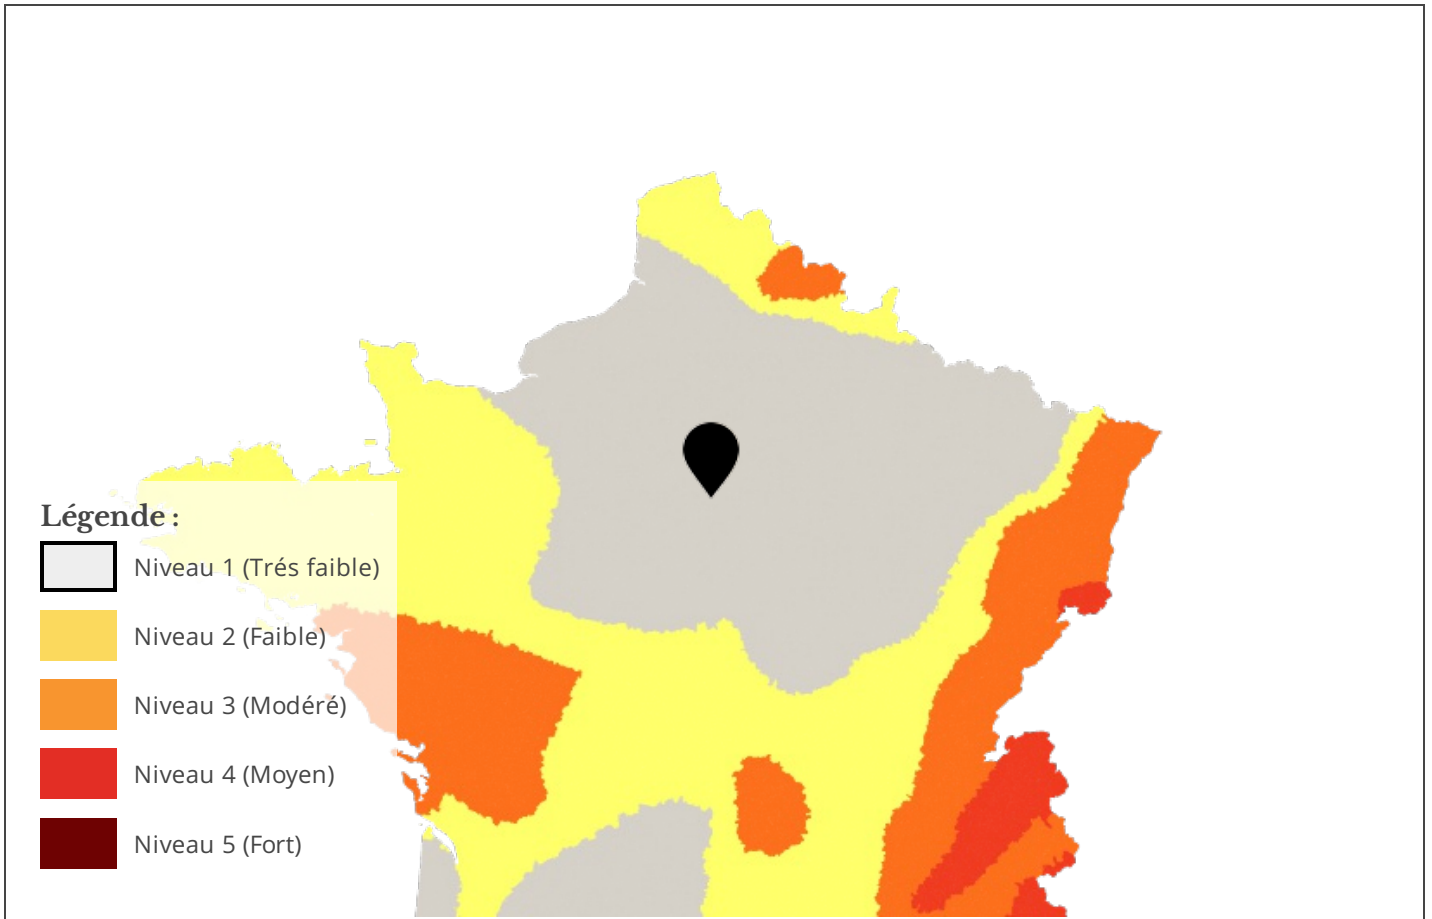 Légende :
Niveau 1 (Trés faible)
Niveau 2 (Faible)
Niveau 3 (Modéré)
Niveau 4 (Moyen)
Niveau 5 (Fort)